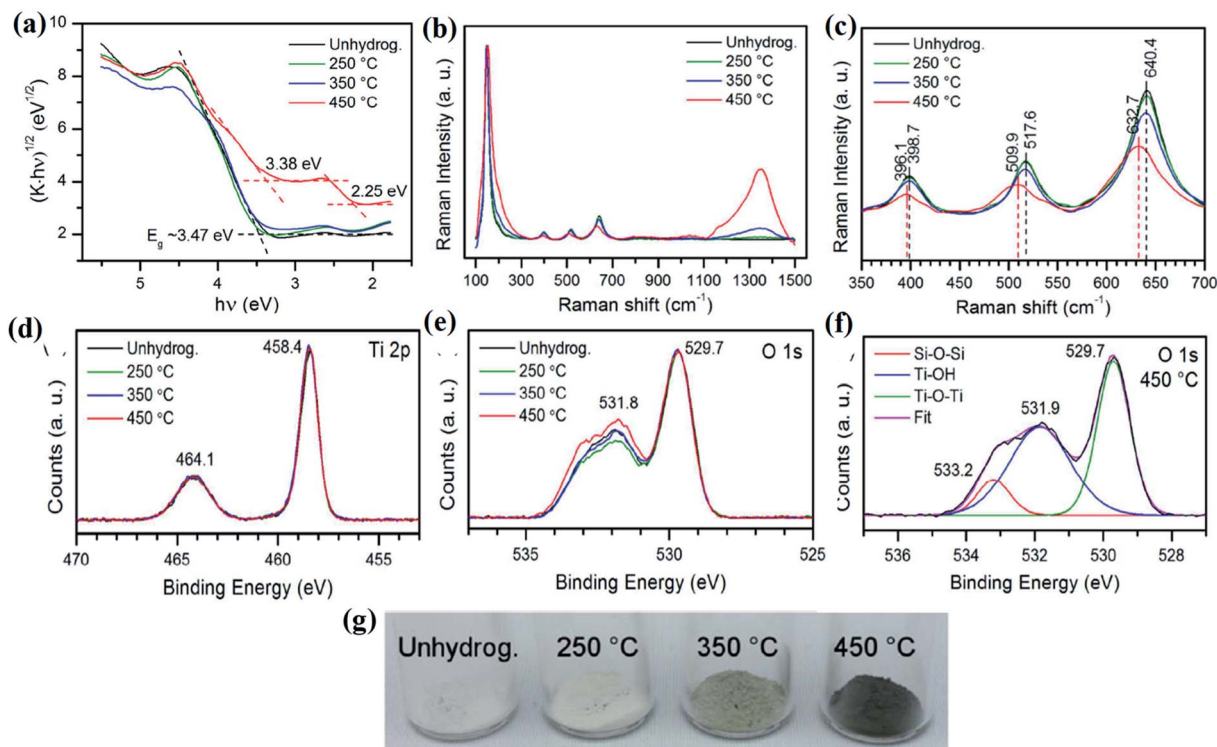 (a)
(K·hν)^1/2 (eV^1/2)
10
8
6
4
2
Unhydrog.
250 °C
350 °C
450 °C
3.38 eV
2.25 eV
E_g ~3.47 eV
5 4 3 2
hν (eV)
(b)
Raman Intensity (a. u.)
Unhydrog.
250 °C
350 °C
450 °C
100 300 500 700 900 1100 1300 1500
Raman shift (cm⁻¹)
(c)
Raman Intensity (a. u.)
Unhydrog.
250 °C
350 °C
450 °C
396.1
398.7
509.9
517.6
632.7
640.4
350 400 450 500 550 600 650 700
Raman shift (cm⁻¹)
(d)
Counts (a. u.)
Unhydrog.
250 °C
350 °C
450 °C
458.4
Ti 2p
464.1
470 465 460 455
Binding Energy (eV)
(e)
Counts (a. u.)
Unhydrog.
250 °C
350 °C
450 °C
529.7
O 1s
531.8
535 530 525
Binding Energy (eV)
(f)
Counts (a. u.)
Si-O-Si
Ti-OH
Ti-O-Ti
Fit
529.7
O 1s
450 °C
531.9
533.2
536 534 532 530 528
Binding Energy (eV)
(g)
Unhydrog. 250 °C 350 °C 450 °C